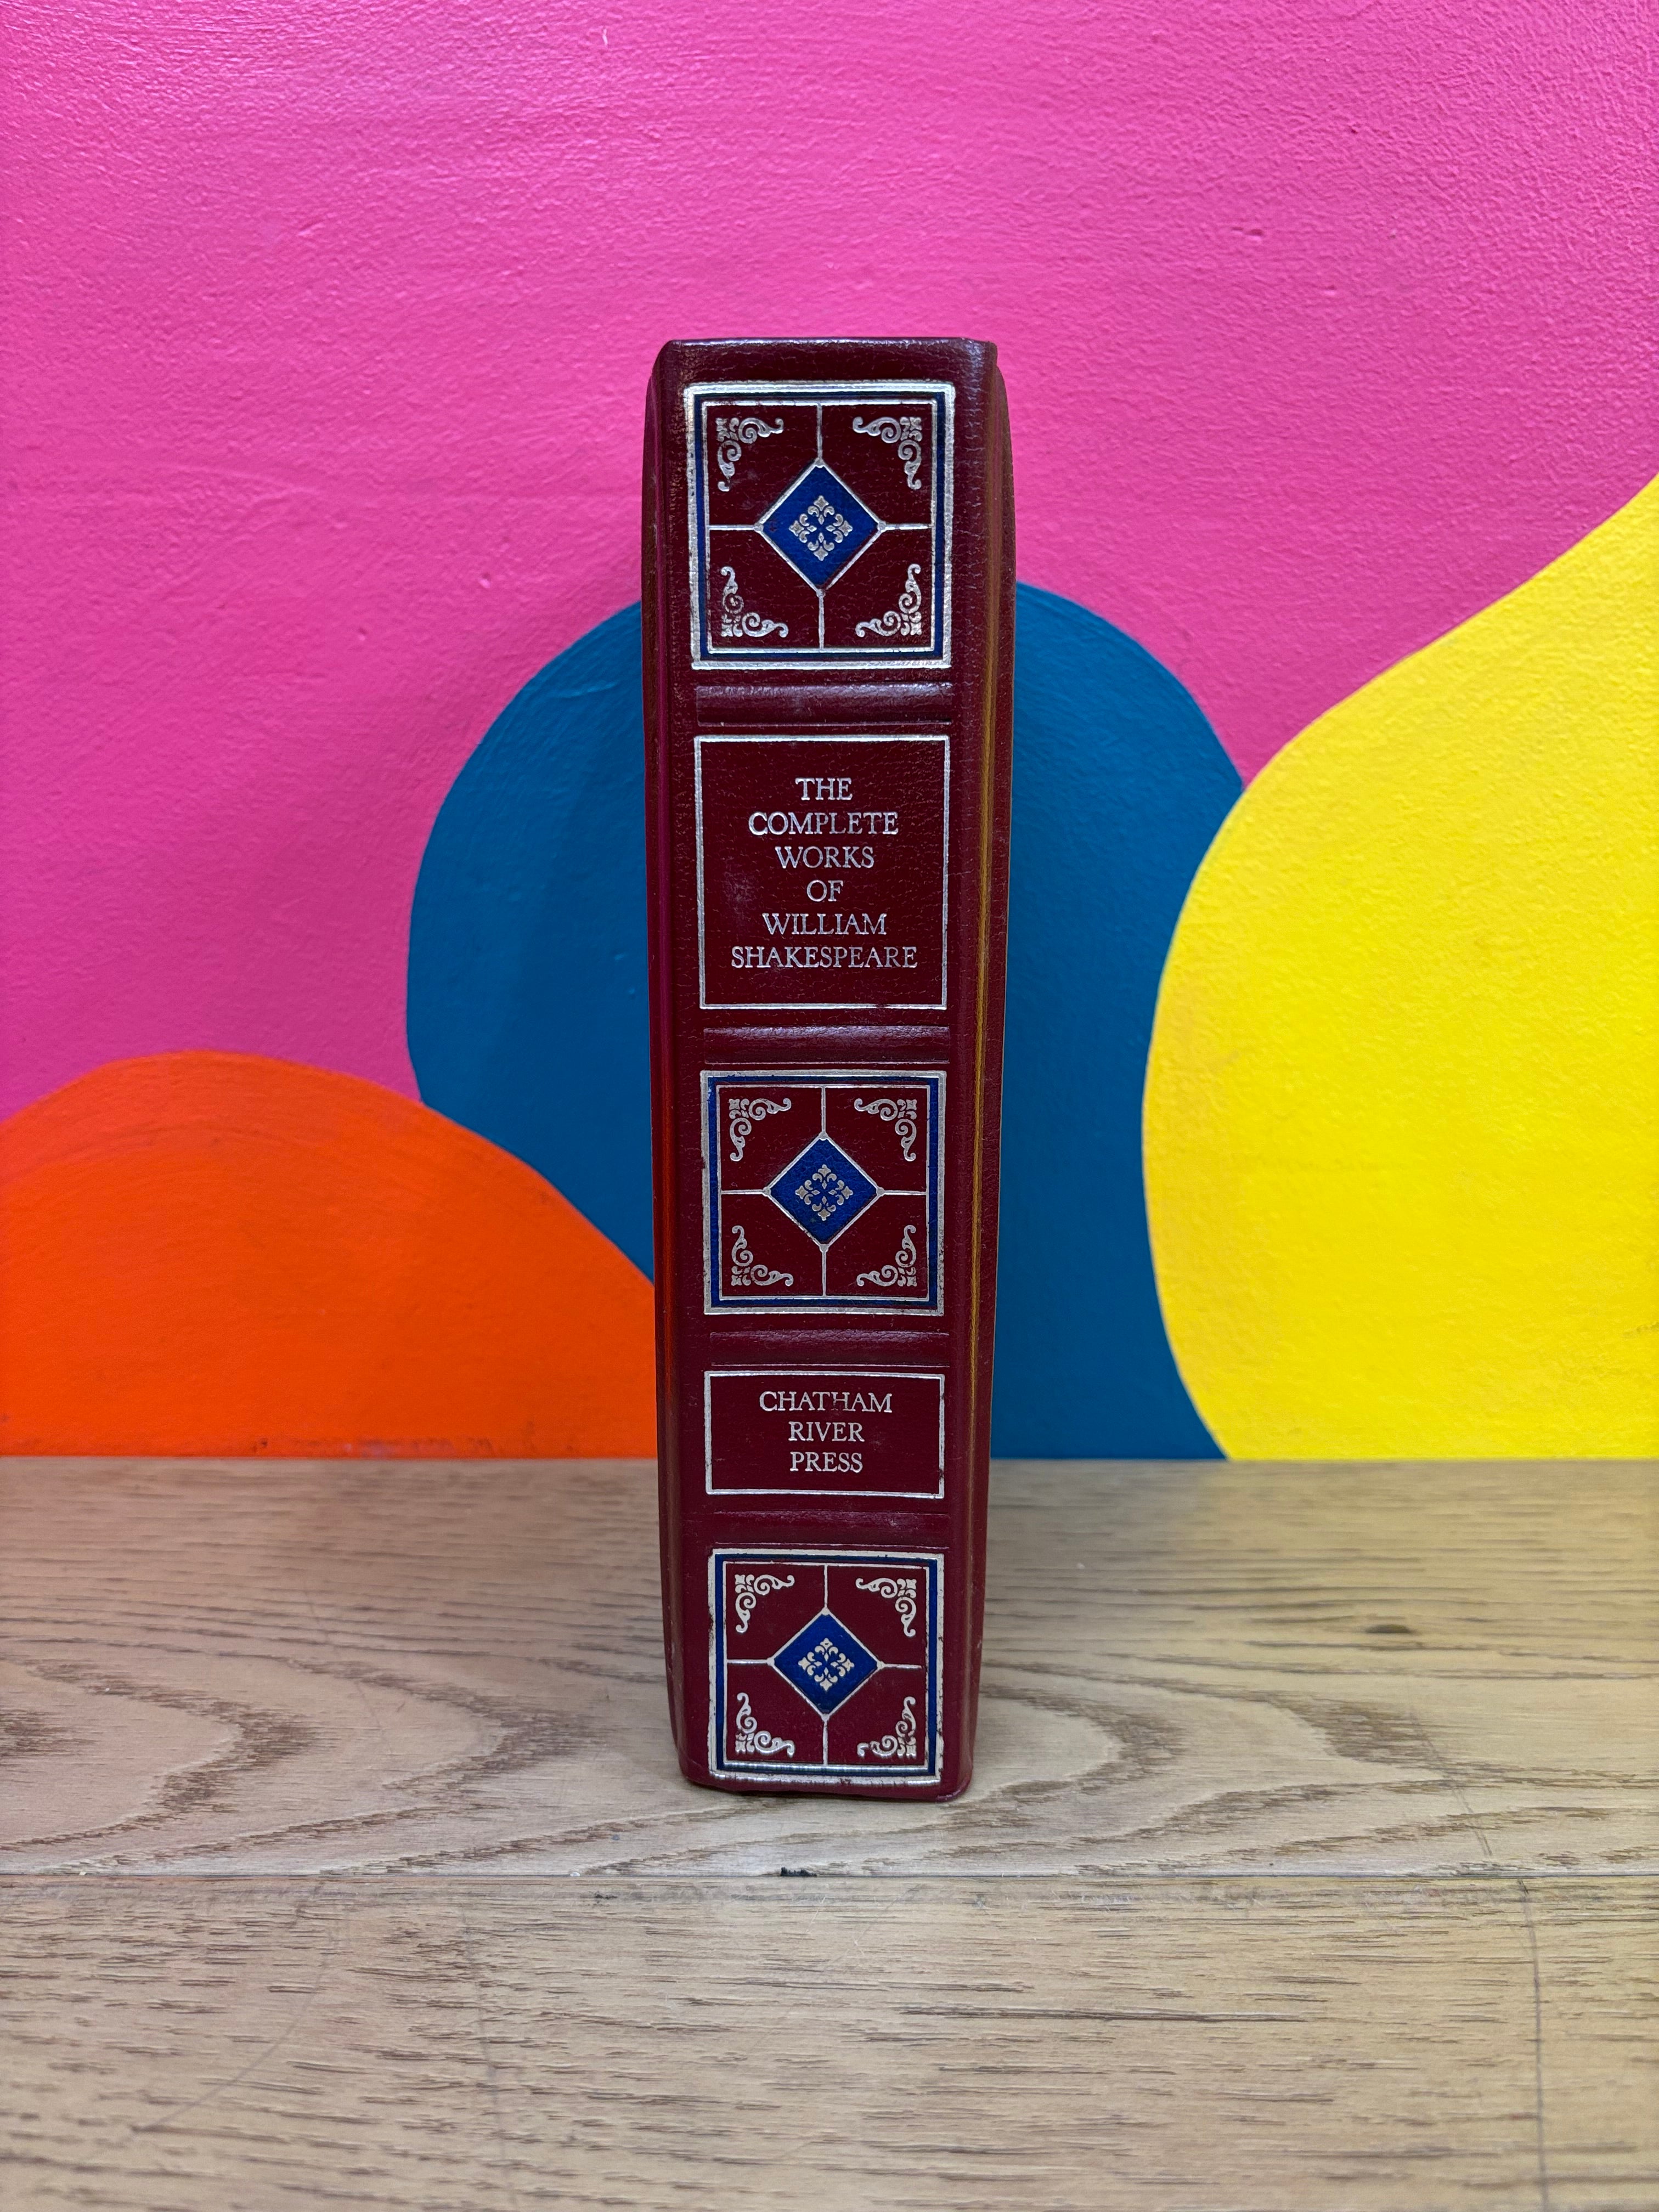 THE
COMPLETE
WORKS
OF
WILLIAM
SHAKESPEARE
CHATHAM
RIVER
PRESS